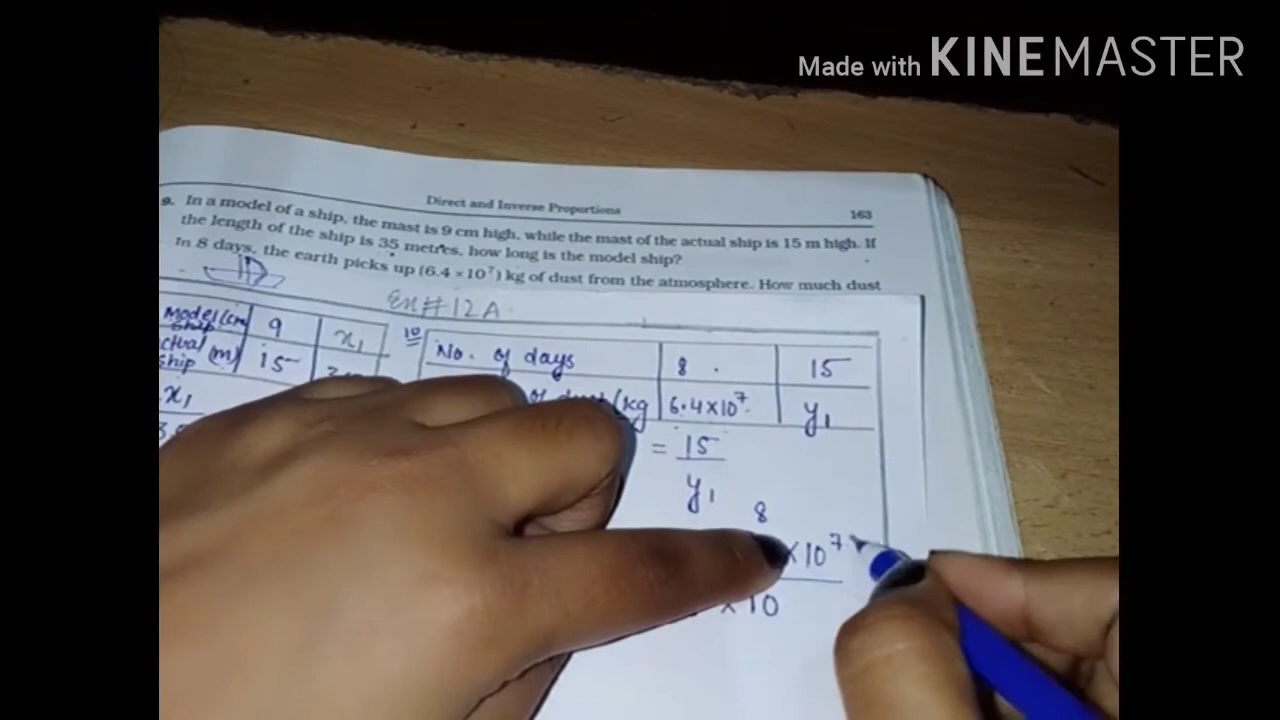 Made with KINEMASTER
Direct and Inverse Proportions 163
9. In a model of a ship, the mast is 9 cm high, while the mast of the actual ship is 15 m high. If
the length of the ship is 35 metres, how long is the model ship?
In 8 days, the earth picks up (6.4 × 10⁷) kg of dust from the atmosphere. How much dust
Ex# 12A
Model (cm) 9 x₁
ship
(m) 15
ship
x₁
10
No. of days 8 15
of dust (kg 6.4×10⁷ y₁
= 15
y₁
8
×10⁷
×10